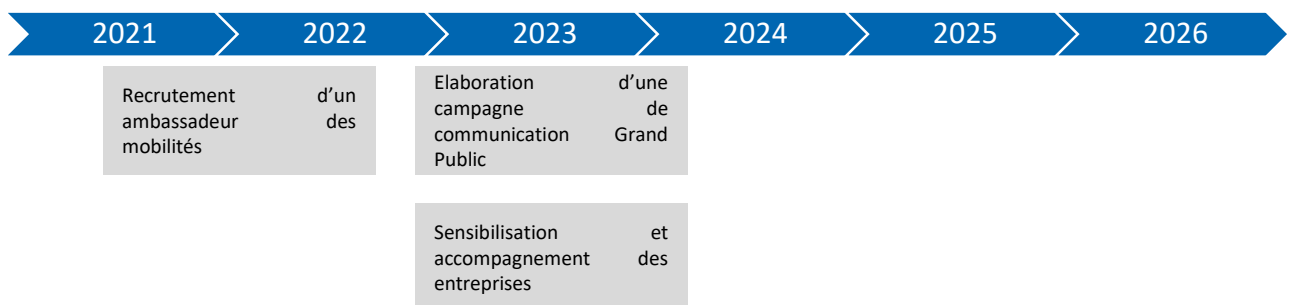 2021 2022 2023 2024 2025 2026
Recrutement d’un
ambassadeur des
mobilités
Elaboration d’une
campagne de
communication Grand
Public
Sensibilisation et
accompagnement des
entreprises